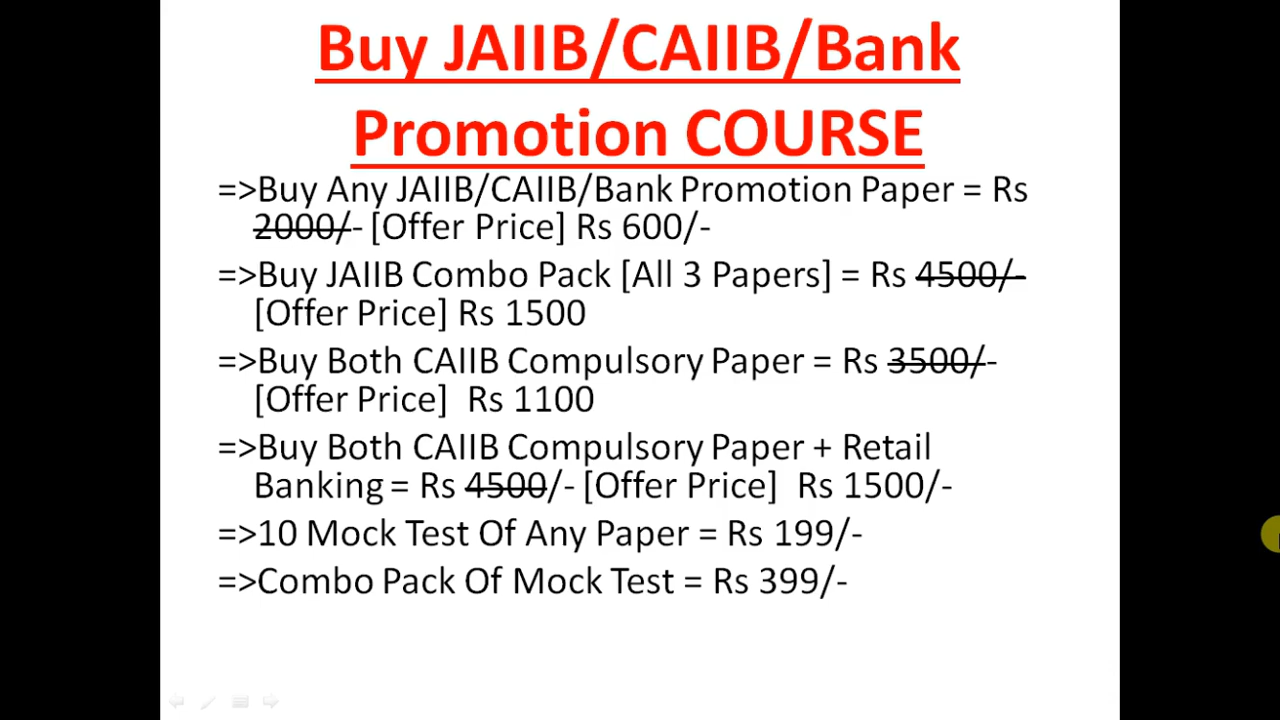 Buy JAIIB/CAIIB/Bank
Promotion COURSE
=>Buy Any JAIIB/CAIIB/Bank Promotion Paper = Rs
2000/- [Offer Price] Rs 600/-
=>Buy JAIIB Combo Pack [All 3 Papers] = Rs 4500/-
[Offer Price] Rs 1500
=>Buy Both CAIIB Compulsory Paper = Rs 3500/-
[Offer Price]  Rs 1100
=>Buy Both CAIIB Compulsory Paper + Retail
Banking = Rs 4500/- [Offer Price]  Rs 1500/-
=>10 Mock Test Of Any Paper = Rs 199/-
=>Combo Pack Of Mock Test = Rs 399/-